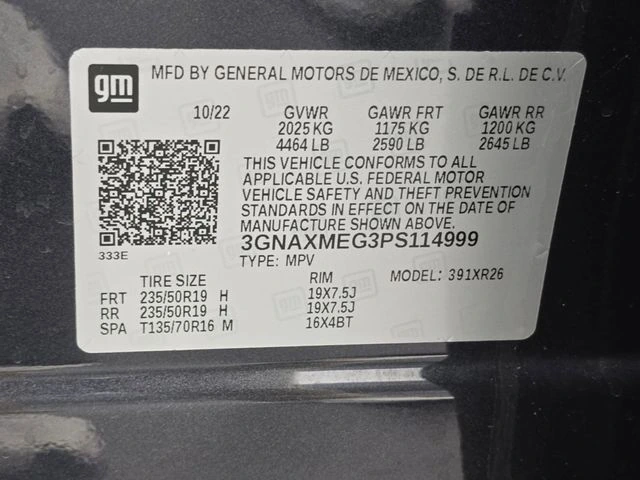 gm
MFD BY GENERAL MOTORS DE MEXICO, S. DE R.L. DE C.V.
10/22 GVWR GAWR FRT GAWR RR
2025 KG 1175 KG 1200 KG
4464 LB 2590 LB 2645 LB
THIS VEHICLE CONFORMS TO ALL
APPLICABLE U.S. FEDERAL MOTOR
VEHICLE SAFETY AND THEFT PREVENTION
STANDARDS IN EFFECT ON THE DATE OF
MANUFACTURE SHOWN ABOVE.
333E
3GNAXMEG3PS114999
TYPE: MPV MODEL: 391XR26
TIRE SIZE RIM
FRT 235/50R19 H 19X7.5J
RR 235/50R19 H 19X7.5J
SPA T135/70R16 M 16X4BT